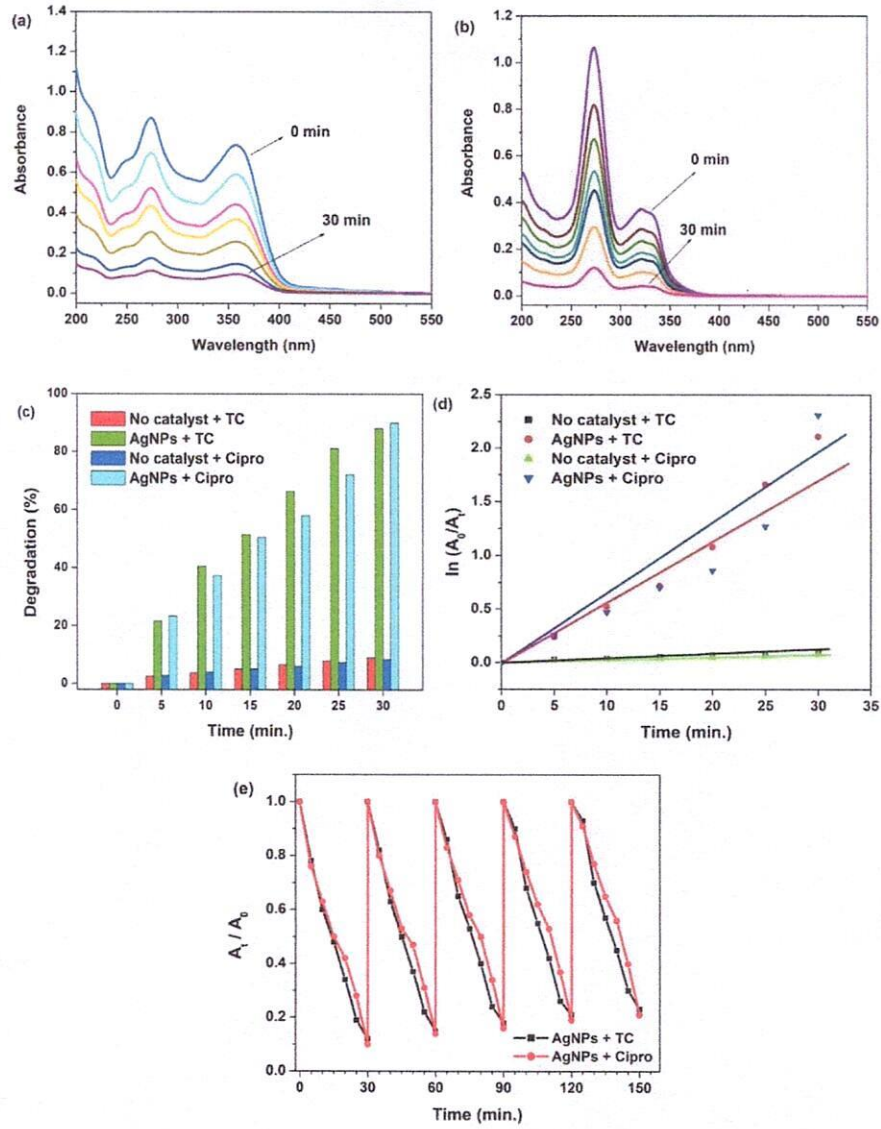 (a)
1.4
1.2
1.0
0.8
0.6
0.4
0.2
0.0
Absorbance
0 min
30 min
200 250 300 350 400 450 500 550
Wavelength (nm)
(b)
1.2
1.0
0.8
0.6
0.4
0.2
0.0
Absorbance
0 min
30 min
200 250 300 350 400 450 500 550
Wavelength (nm)
(c)
100
80
60
40
20
0
Degradation (%)
No catalyst + TC
AgNPs + TC
No catalyst + Cipro
AgNPs + Cipro
0 5 10 15 20 25 30
Time (min.)
(d)
2.5
2.0
1.5
1.0
0.5
0.0
ln (A0/At)
No catalyst + TC
AgNPs + TC
No catalyst + Cipro
AgNPs + Cipro
0 5 10 15 20 25 30 35
Time (min.)
(e)
1.0
0.8
0.6
0.4
0.2
0.0
At / A0
AgNPs + TC
AgNPs + Cipro
0 30 60 90 120 150
Time (min.)